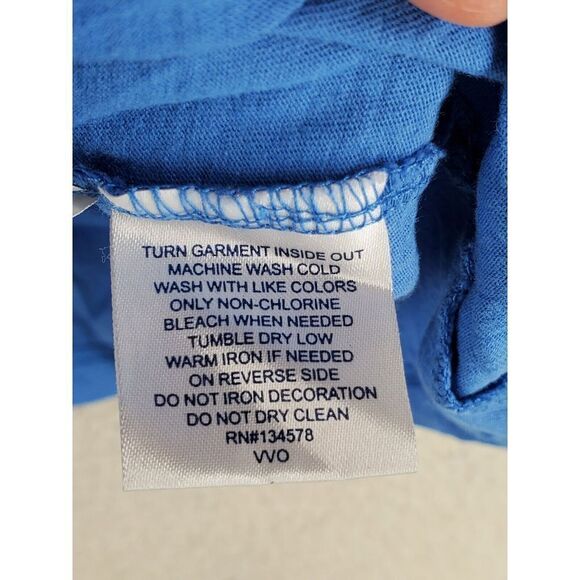 TURN GARMENT INSIDE OUT
MACHINE WASH COLD
WASH WITH LIKE COLORS
ONLY NON-CHLORINE
BLEACH WHEN NEEDED
TUMBLE DRY LOW
WARM IRON IF NEEDED
ON REVERSE SIDE
DO NOT IRON DECORATION
DO NOT DRY CLEAN
RN#134578
VVO